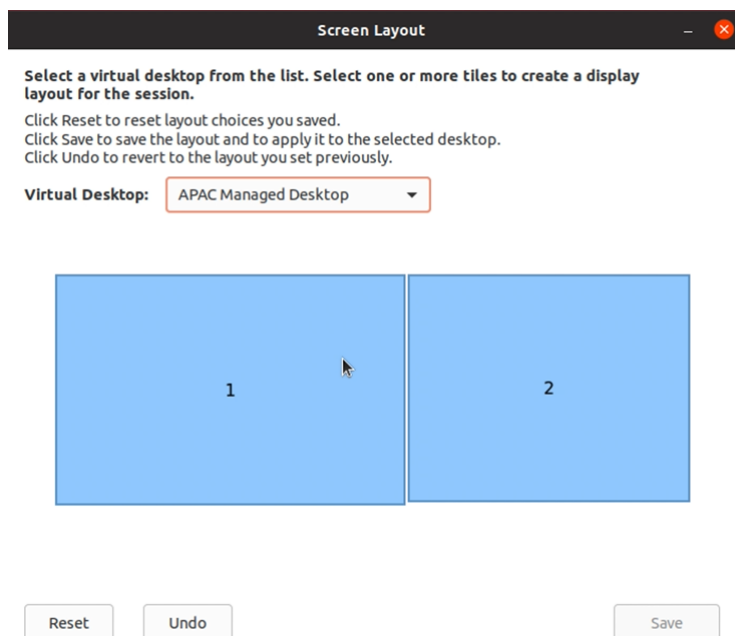 Screen Layout
Select a virtual desktop from the list. Select one or more tiles to create a display
layout for the session.
Click Reset to reset layout choices you saved.
Click Save to save the layout and to apply it to the selected desktop.
Click Undo to revert to the layout you set previously.
Virtual Desktop: APAC Managed Desktop
1 2
Reset Undo Save